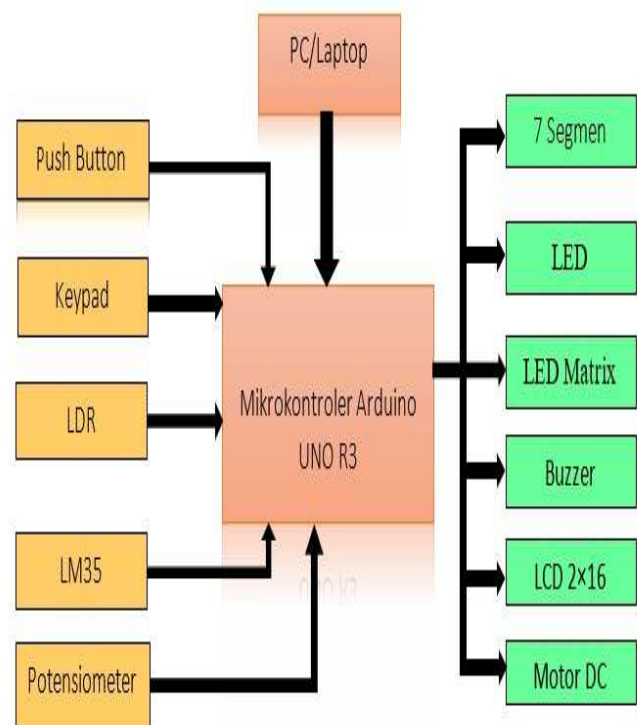 PC/Laptop
Push Button
Keypad
LDR
LM35
Potensiometer
Mikrokontroler Arduino
UNO R3
7 Segmen
LED
LED Matrix
Buzzer
LCD 2×16
Motor DC